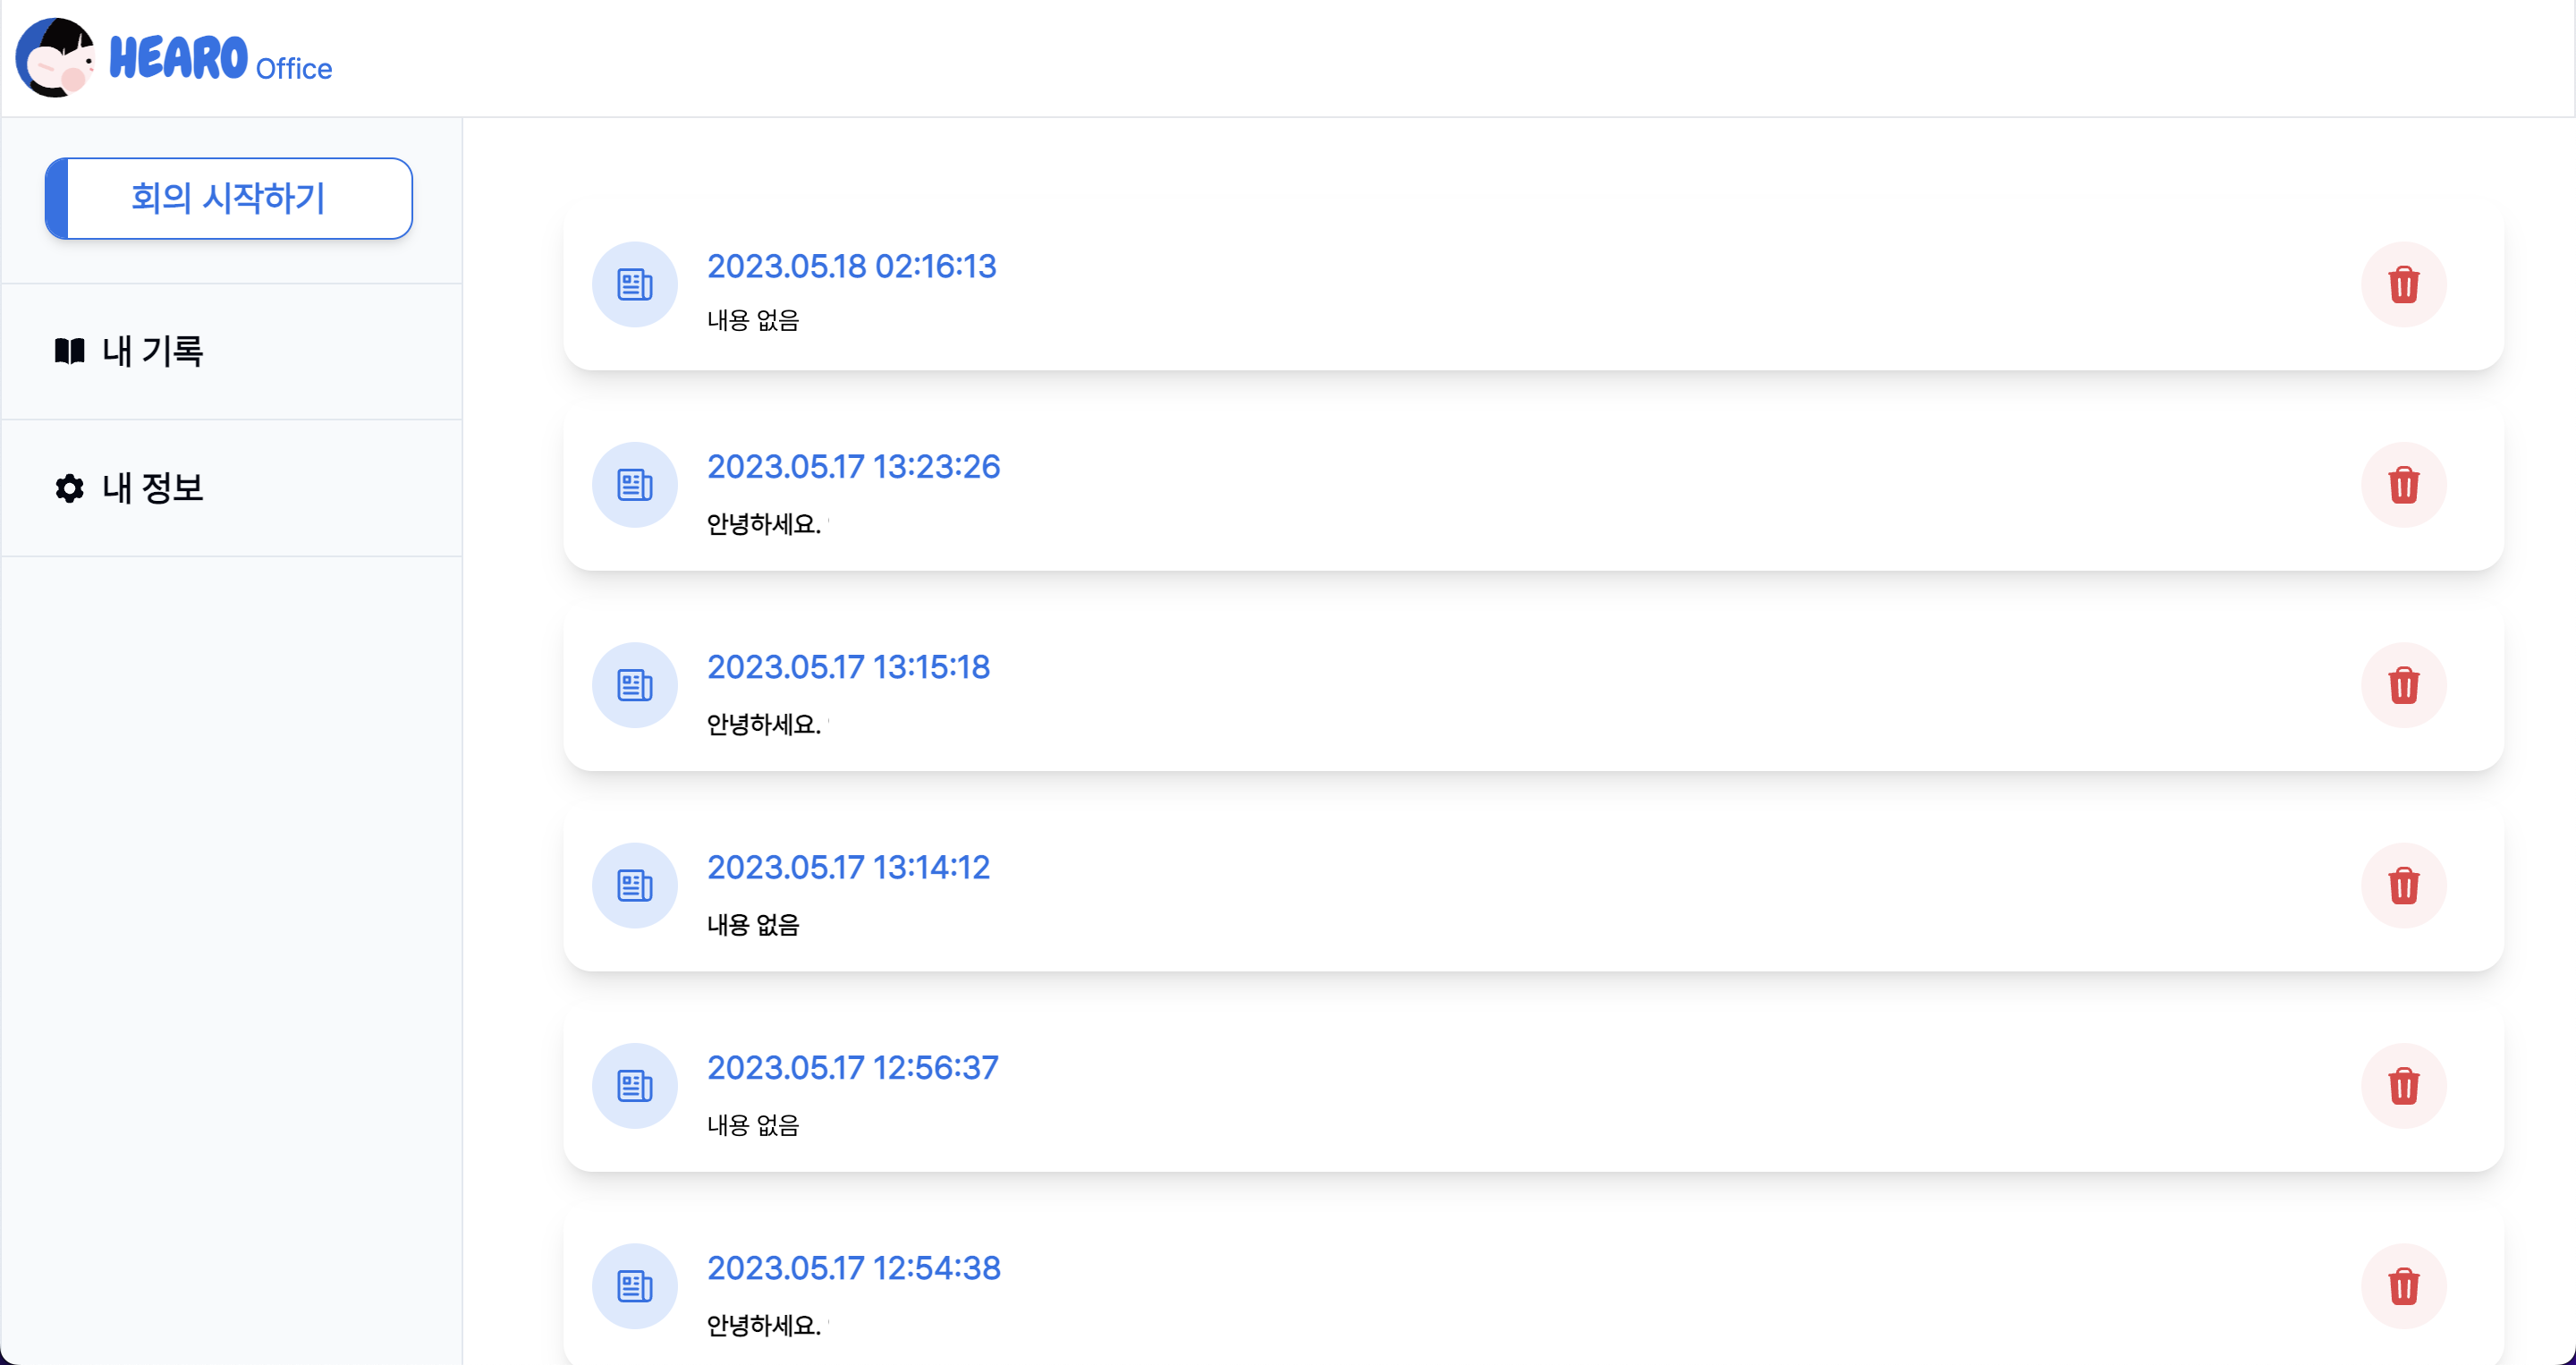 HEARO Office
회의 시작하기
내 기록
내 정보
2023.05.18 02:16:13
내용 없음
2023.05.17 13:23:26
안녕하세요.
2023.05.17 13:15:18
안녕하세요.
2023.05.17 13:14:12
내용 없음
2023.05.17 12:56:37
내용 없음
2023.05.17 12:54:38
안녕하세요.